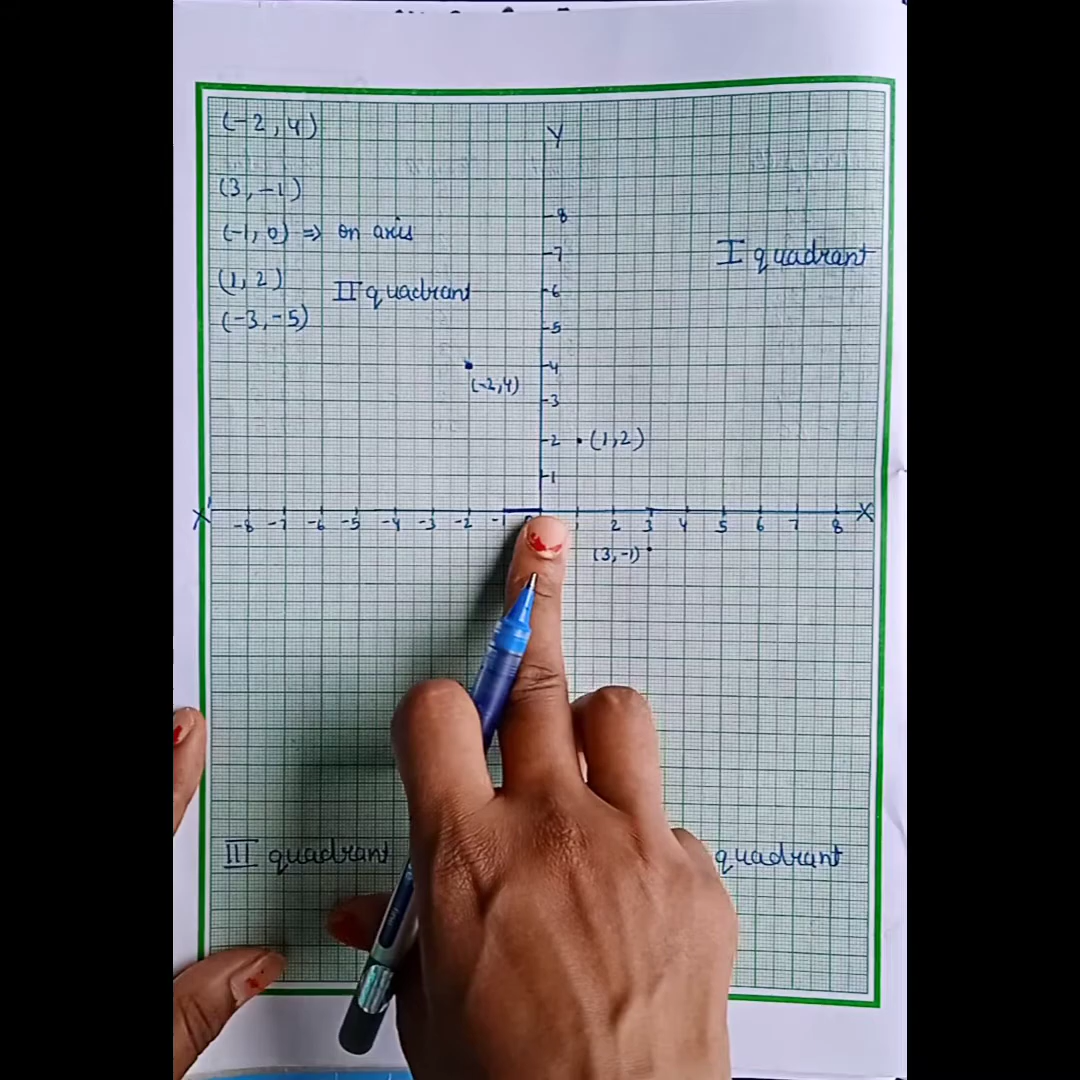 (-2, 4)
Y
(3, -1)
8
(-1, 0) ⇒ on axis
7
I quadrant
(1, 2)
II quadrant
6
(-3, -5)
5
4
(-2,4)
3
2
(1,2)
1
X' -8 -7 -6 -5 -4 -3 -2 -1 2 3 4 5 6 7 8 X
(3, -1)
III quadrant
quadrant